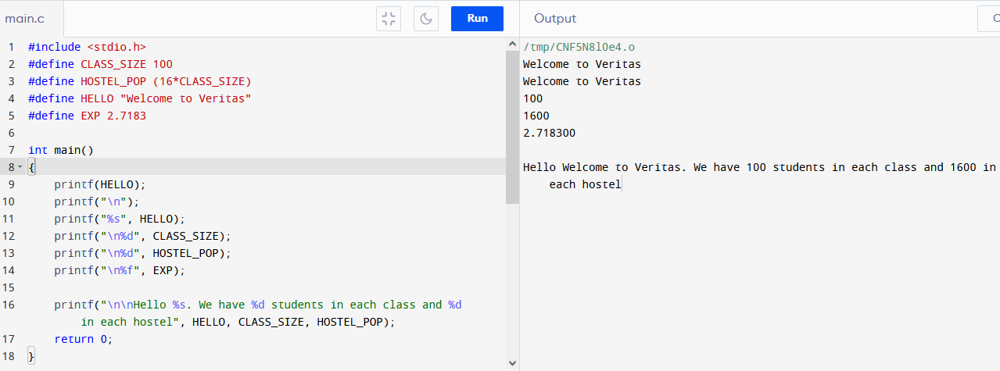 main.c
Run
Output
1 #include <stdio.h>
2 #define CLASS_SIZE 100
3 #define HOSTEL_POP (16*CLASS_SIZE)
4 #define HELLO "Welcome to Veritas"
5 #define EXP 2.7183
6
7 int main()
8 {
9     printf(HELLO);
10     printf("\n");
11     printf("%s", HELLO);
12     printf("\n%d", CLASS_SIZE);
13     printf("\n%d", HOSTEL_POP);
14     printf("\n%f", EXP);
15
16     printf("\n\nHello %s. We have %d students in each class and %d
in each hostel", HELLO, CLASS_SIZE, HOSTEL_POP);
17     return 0;
18 }
/tmp/CNF5N8l0e4.o
Welcome to Veritas
Welcome to Veritas
100
1600
2.718300
Hello Welcome to Veritas. We have 100 students in each class and 1600 in
each hostel